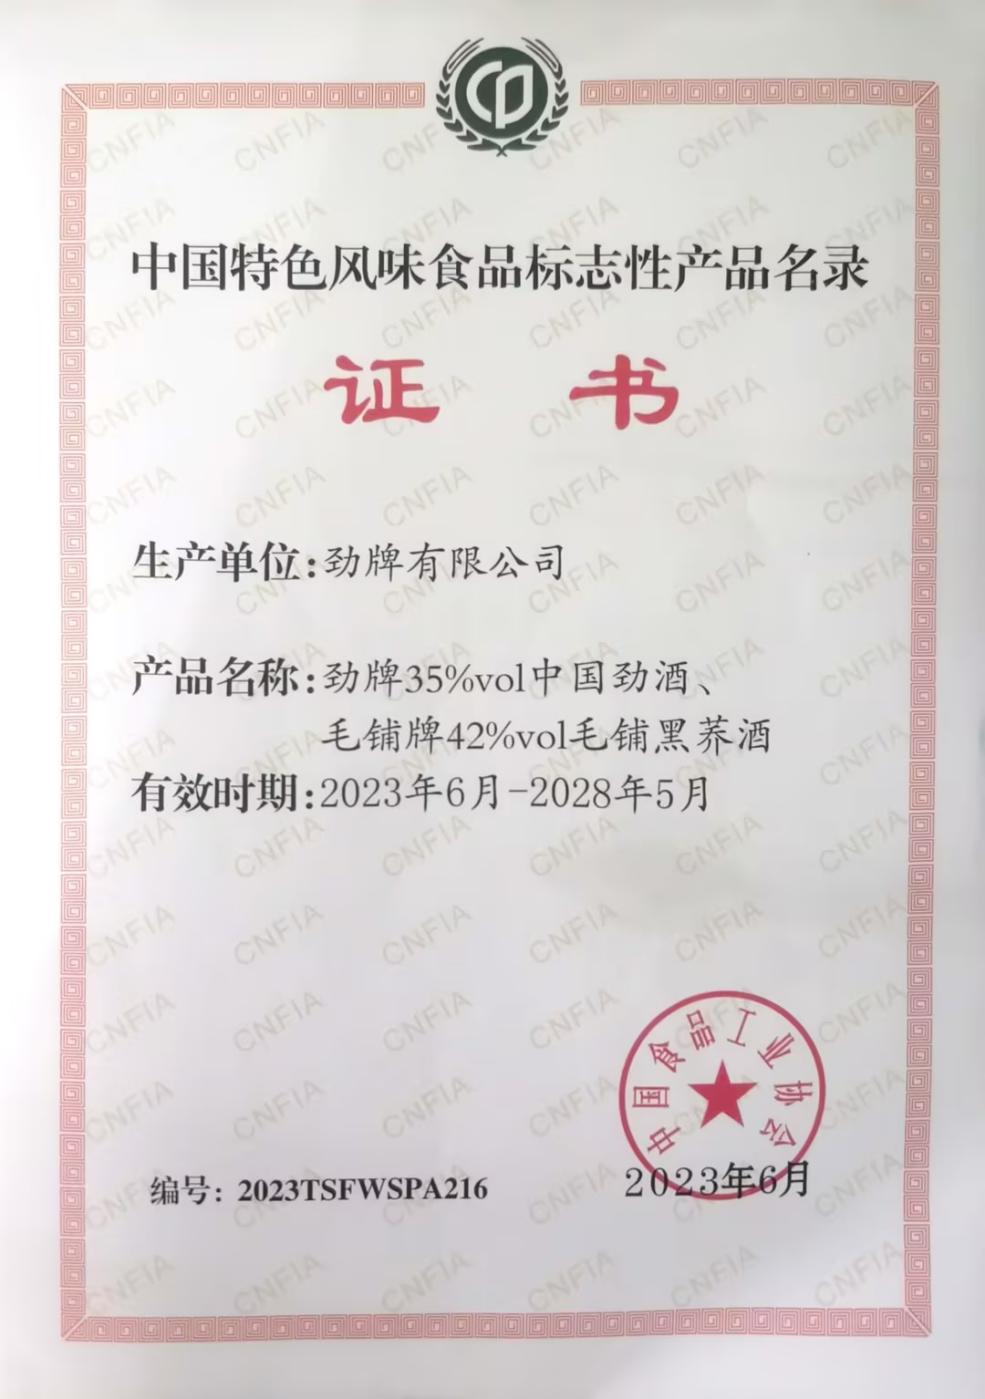 中国特色风味食品标志性产品名录
证 书
生产单位:劲牌有限公司
产品名称:劲牌35%vol中国劲酒、
毛铺牌42%vol毛铺黑荞酒
有效时期:2023年6月-2028年5月
中国食品工业协会
编号: 2023TSFWSPA216
2023年6月
CNFIA